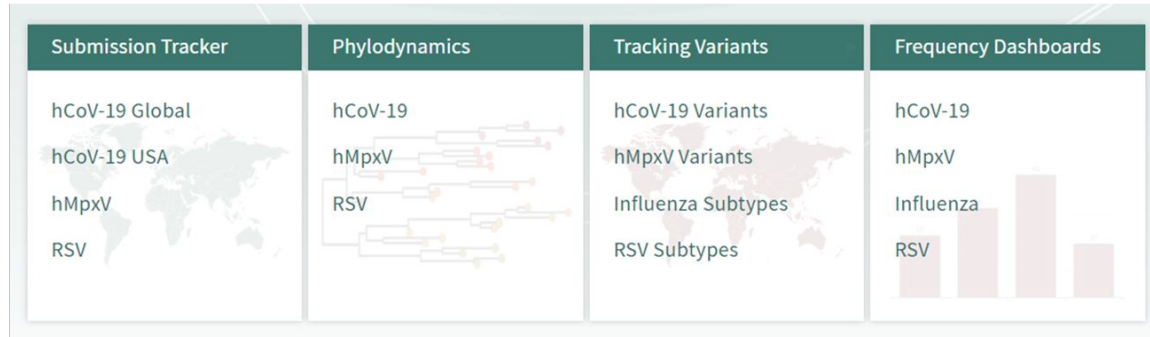 Submission Tracker
hCoV-19 Global
hCoV-19 USA
hMpxV
RSV
Phylodynamics
hCoV-19
hMpxV
RSV
Tracking Variants
hCoV-19 Variants
hMpxV Variants
Influenza Subtypes
RSV Subtypes
Frequency Dashboards
hCoV-19
hMpxV
Influenza
RSV